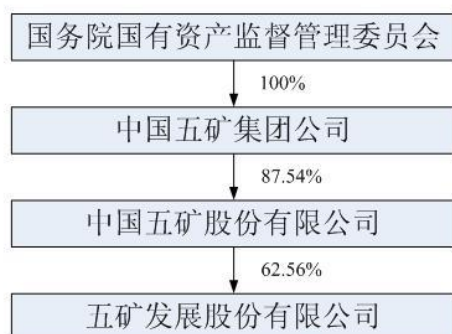 国务院国有资产监督管理委员会
100%
中国五矿集团公司
87.54%
中国五矿股份有限公司
62.56%
五矿发展股份有限公司